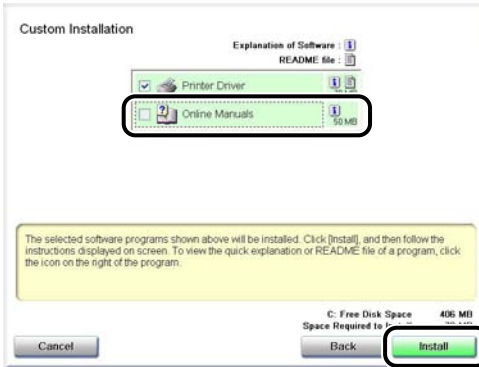 Custom Installation
Explanation of Software :
README file :
Printer Driver
Online Manuals
50 MB
The selected software programs shown above will be installed. Click [Install], and then follow the
instructions displayed on screen. To view the quick explanation or README file of a program, click
the icon on the right of the program.
C: Free Disk Space 406 MB
Space Required to
Cancel
Back
Install